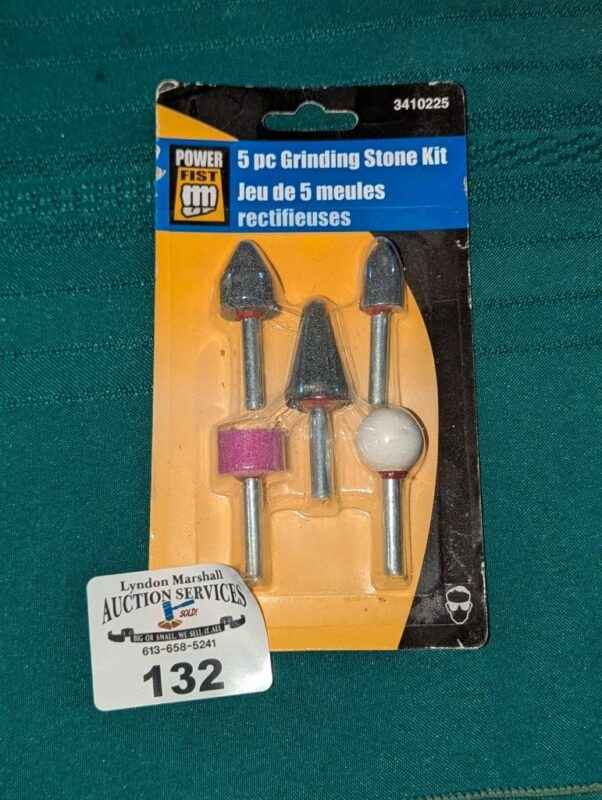 3410225
POWER
FIST
5 pc Grinding Stone Kit
Jeu de 5 meules
rectifieuses
Lyndon Marshall
AUCTION SERVICES
SOLD!
BIG OR SMALL, WE SELL IT ALL
613-658-5241
132